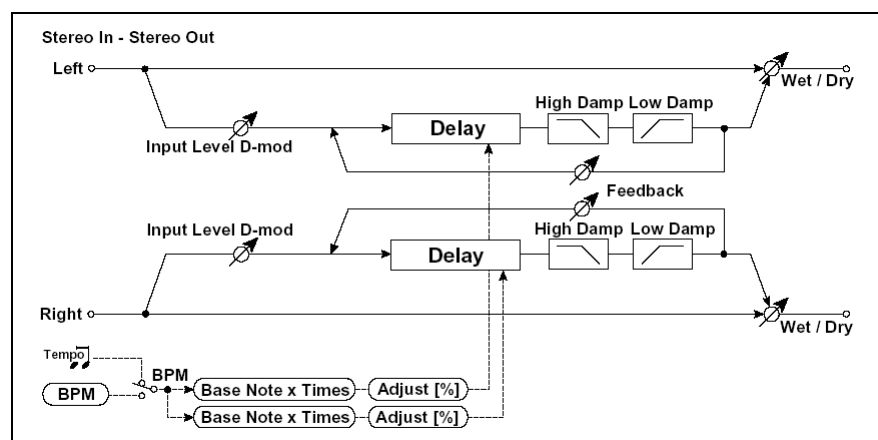 Stereo In - Stereo Out
Left
Wet / Dry
High Damp Low Damp
Delay
Input Level D-mod
Feedback
Input Level D-mod
High Damp Low Damp
Delay
Right
Wet / Dry
Tempo
BPM
BPM
Base Note x Times
Adjust [%]
Base Note x Times
Adjust [%]